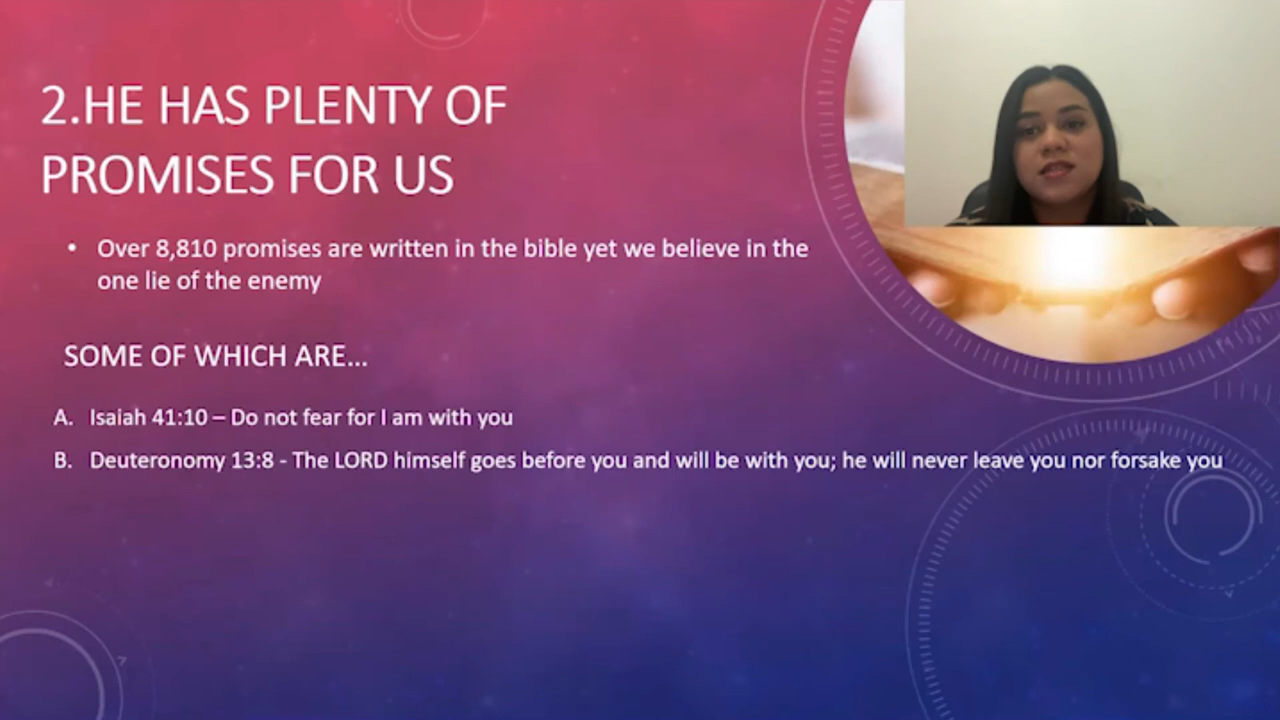 2.HE HAS PLENTY OF
PROMISES FOR US
• Over 8,810 promises are written in the bible yet we believe in the
one lie of the enemy
SOME OF WHICH ARE...
A. Isaiah 41:10 – Do not fear for I am with you
B. Deuteronomy 13:8 - The LORD himself goes before you and will be with you; he will never leave you nor forsake you